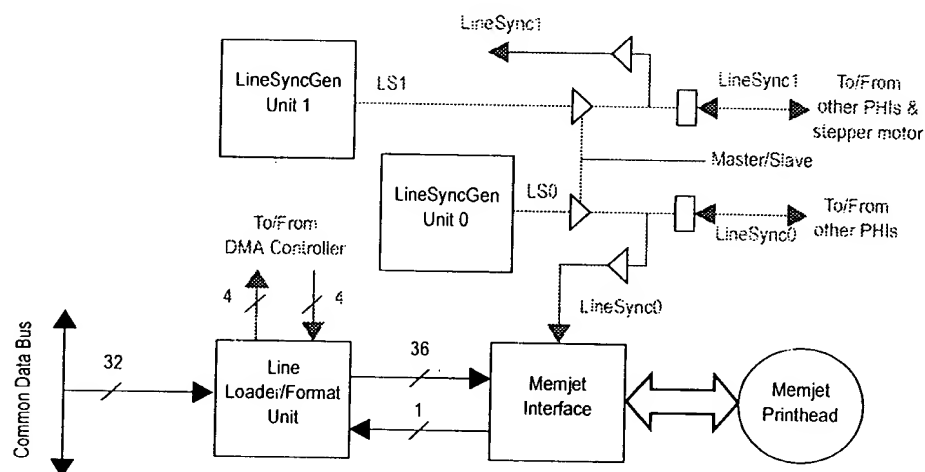 LineSync1
LineSyncGen
Unit 1
LS1
LineSync1
To/From
other PHIs &
stepper motor
Master/Slave
LineSyncGen
Unit 0
LS0
LineSync0
To/From
other PHIs
To/From
DMA Controller
4
4
LineSync0
Common Data Bus
32
Line
Loader/Format
Unit
36
1
Memjet
Interface
Memjet
Printhead